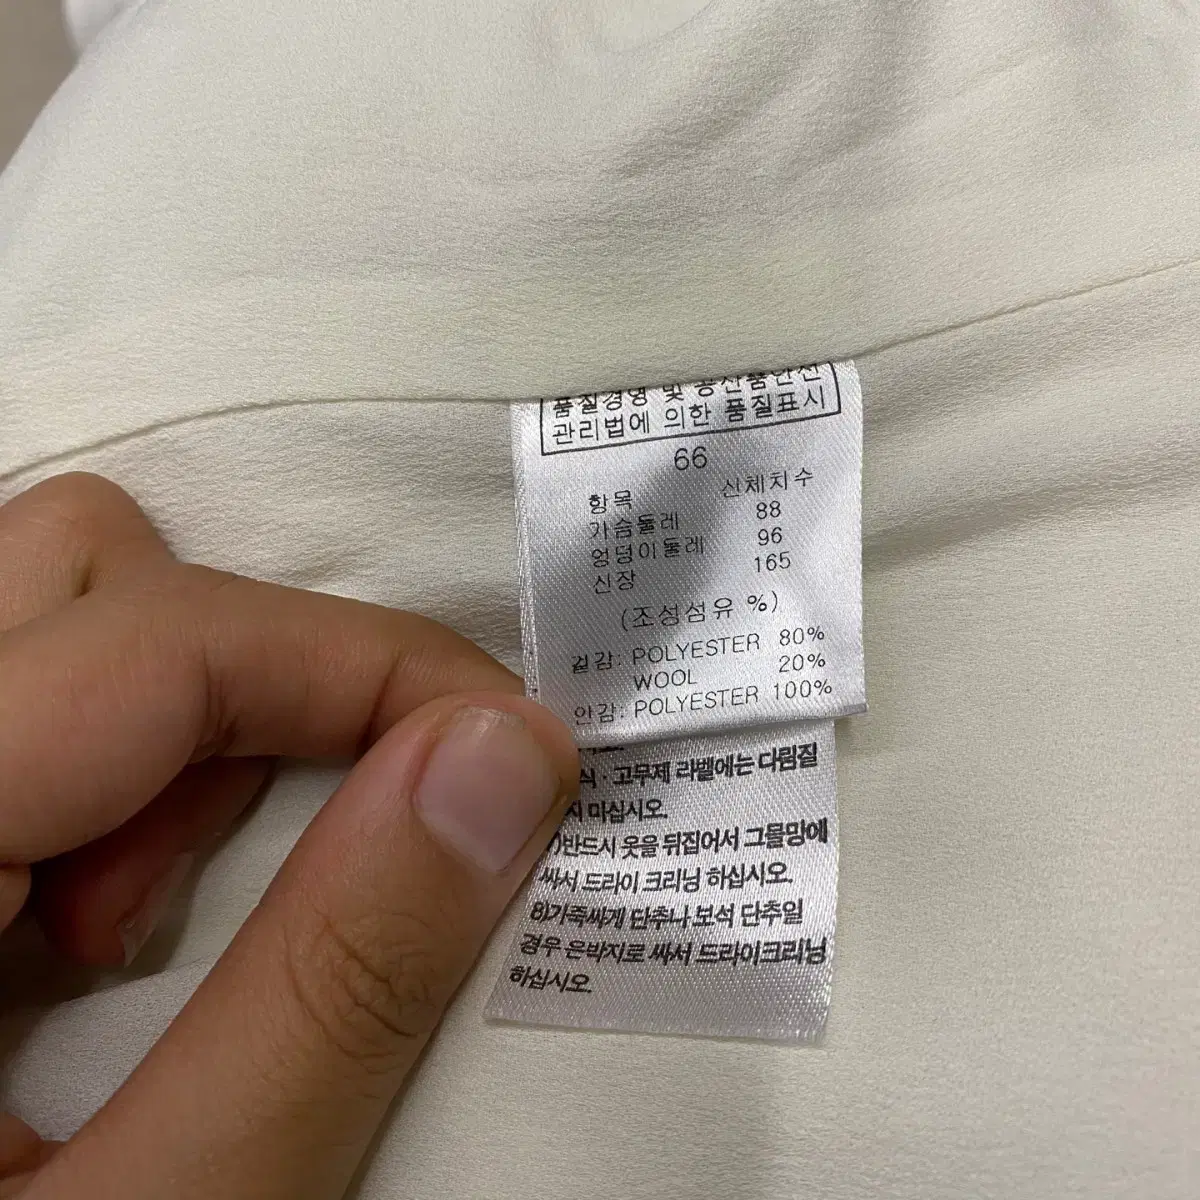 품질경영 및 공산품안전
관리법에 의한 품질표시
66
항목 신체치수
가슴둘레 88
엉덩이둘레 96
신장 165
(조성섬유 %)
겉감: POLYESTER 80%
WOOL 20%
안감: POLYESTER 100%
식·고무제 라벨에는 다림질
지 마십시오.
7)반드시 옷을 뒤집어서 그물망에
싸서 드라이 크리닝 하십시오.
8)가죽싸게 단추나 보석 단추일
경우 은박지로 싸서 드라이크리닝
하십시오.